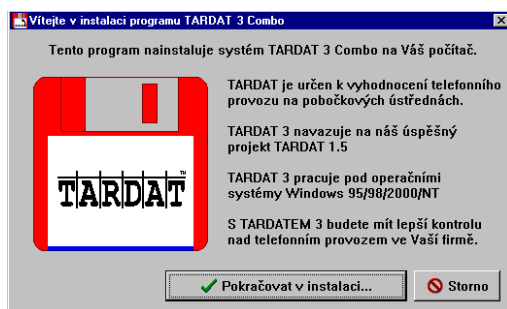 Vítejte v instalaci programu TARDAT 3 Combo
Tento program nainstaluje systém TARDAT 3 Combo na Váš počítač.
TARDAT je určen k vyhodnocení telefonního
provozu na pobočkových ústřednách.
TARDAT 3 navazuje na náš úspěšný
projekt TARDAT 1.5
TARDAT 3 pracuje pod operačními
systémy Windows 95/98/2000/NT
S TARDATEM 3 budete mít lepší kontrolu
nad telefonním provozem ve Vaší firmě.
TARDAT™
Pokračovat v instalaci...
Storno